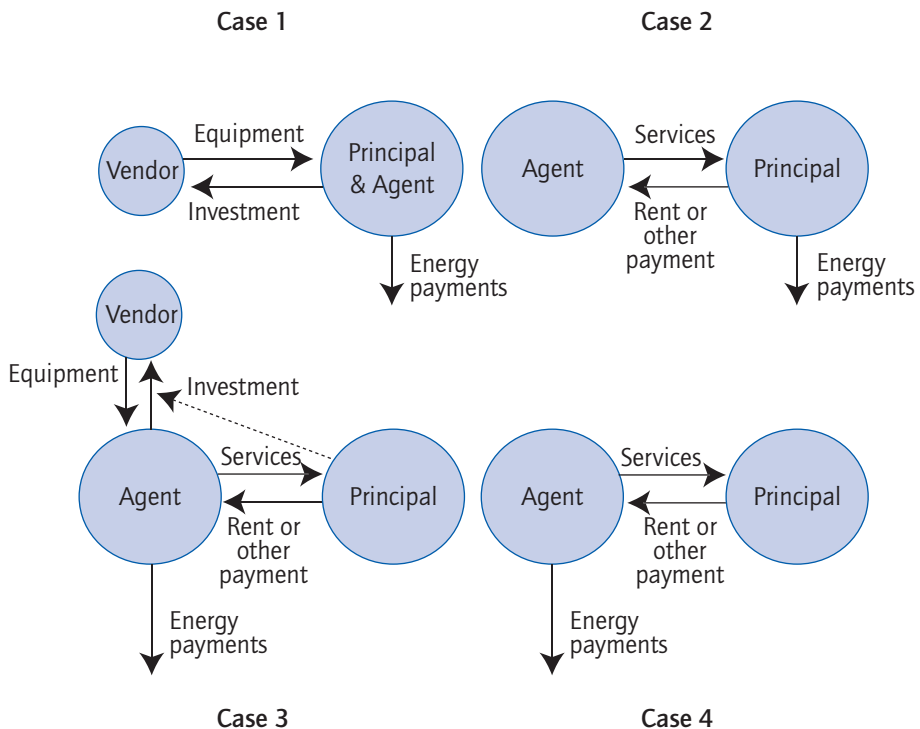 Case 1
Vendor
Equipment
Investment
Principal
& Agent
Energy
payments
Case 2
Agent
Services
Rent or
other
payment
Principal
Energy
payments
Vendor
Equipment
Investment
Agent
Services
Rent or
other
payment
Principal
Energy
payments
Case 3
Agent
Services
Rent or
other
payment
Principal
Energy
payments
Case 4